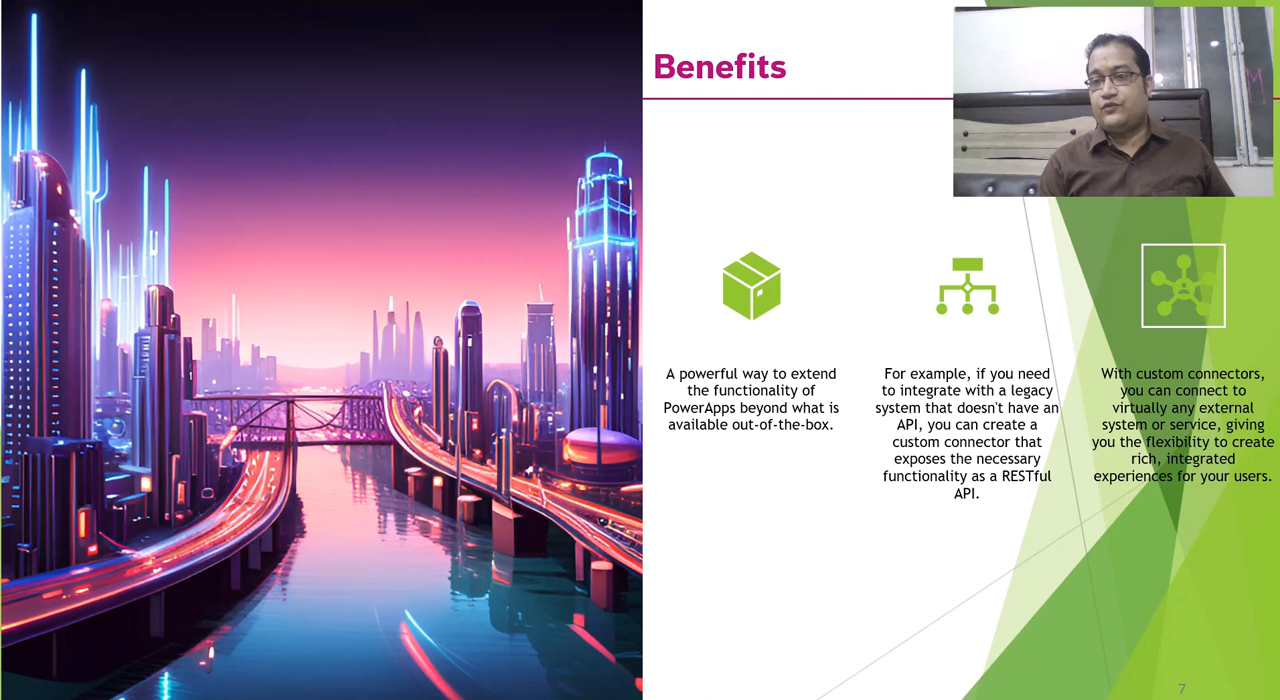 Benefits
A powerful way to extend
the functionality of
PowerApps beyond what is
available out-of-the-box.
For example, if you need
to integrate with a legacy
system that doesn't have an
API, you can create a
custom connector that
exposes the necessary
functionality as a RESTful
API.
With custom connectors,
you can connect to
virtually any external
system or service, giving
you the flexibility to create
rich, integrated
experiences for your users.
7